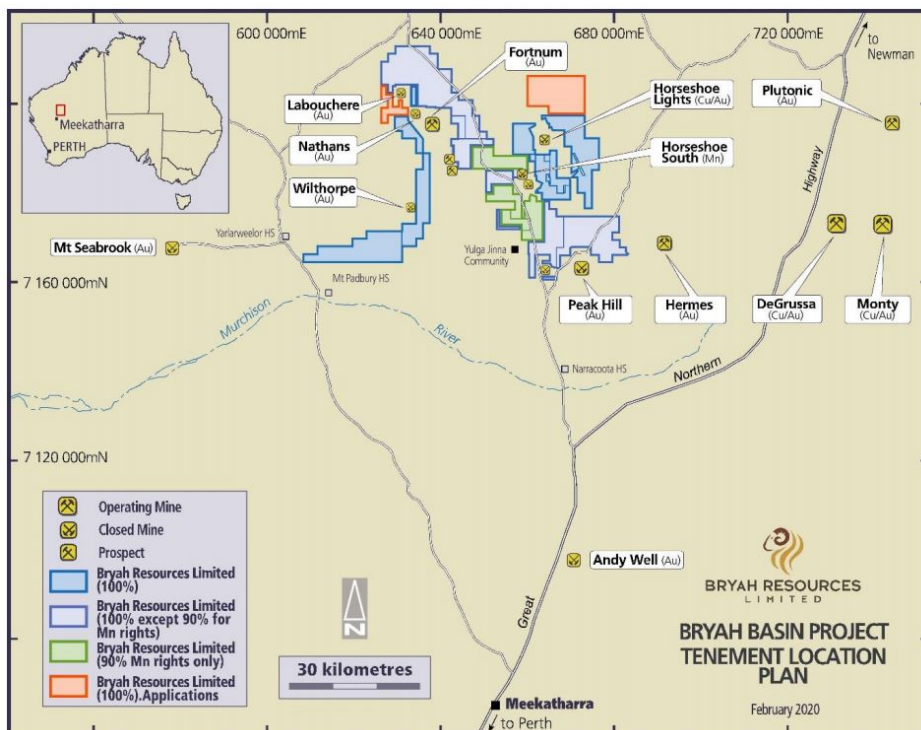 600 000mE
640 000mE
680 000mE
720 000mE
to
Newman
Meekatharra
PERTH
Fortnum
(Au)
Labouchere
(Au)
Horseshoe
Lights (Cu/Au)
Plutonic
(Au)
Nathans
(Au)
Horseshoe
South (Mn)
Wilthorpe
(Au)
Highway
Yarlarweelor HS
Mt Seabrook (Au)
Yulga Jinna
Community
7 160 000mN
Mt Padbury HS
Peak Hill
(Au)
Hermes
(Au)
DeGrussa
(Cu/Au)
Monty
(Cu/Au)
Murchison
River
Narracoota HS
Northern
7 120 000mN
Operating Mine
Closed Mine
Prospect
Bryah Resources Limited
(100%)
Bryah Resources Limited
(100% except 90% for
Mn rights)
Bryah Resources Limited
(90% Mn rights only)
Bryah Resources Limited
(100%).Applications
N
30 kilometres
Andy Well (Au)
Great
Meekatharra
to Perth
BRYAH RESOURCES
LIMITED
BRYAH BASIN PROJECT
TENEMENT LOCATION
PLAN
February 2020